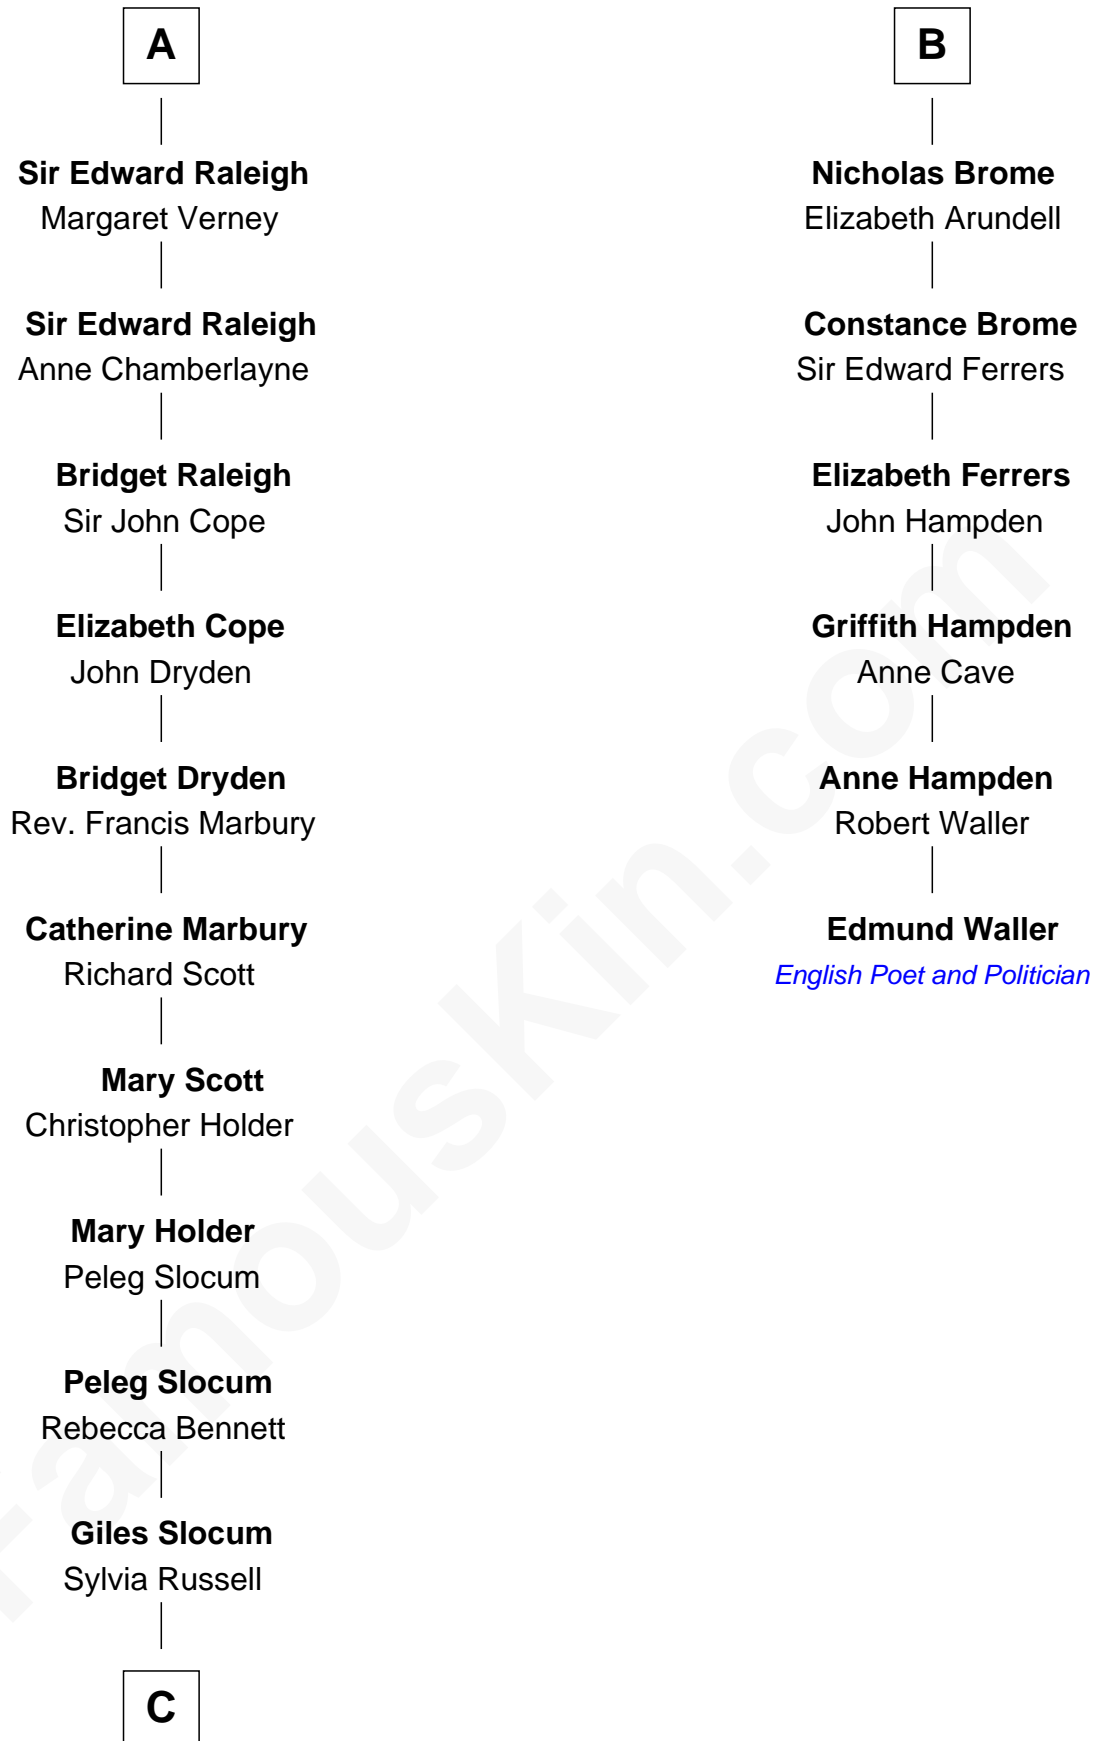 A
Sir Edward Raleigh
Margaret Verney
Sir Edward Raleigh
Anne Chamberlayne
Bridget Raleigh
Sir John Cope
Elizabeth Cope
John Dryden
Bridget Dryden
Rev. Francis Marbury
Catherine Marbury
Richard Scott
Mary Scott
Christopher Holder
Mary Holder
Peleg Slocum
Peleg Slocum
Rebecca Bennett
Giles Slocum
Sylvia Russell
C
B
Nicholas Brome
Elizabeth Arundell
Constance Brome
Sir Edward Ferrers
Elizabeth Ferrers
John Hampden
Griffith Hampden
Anne Cave
Anne Hampden
Robert Waller
Edmund Waller
English Poet and Politician
FamousKin.com